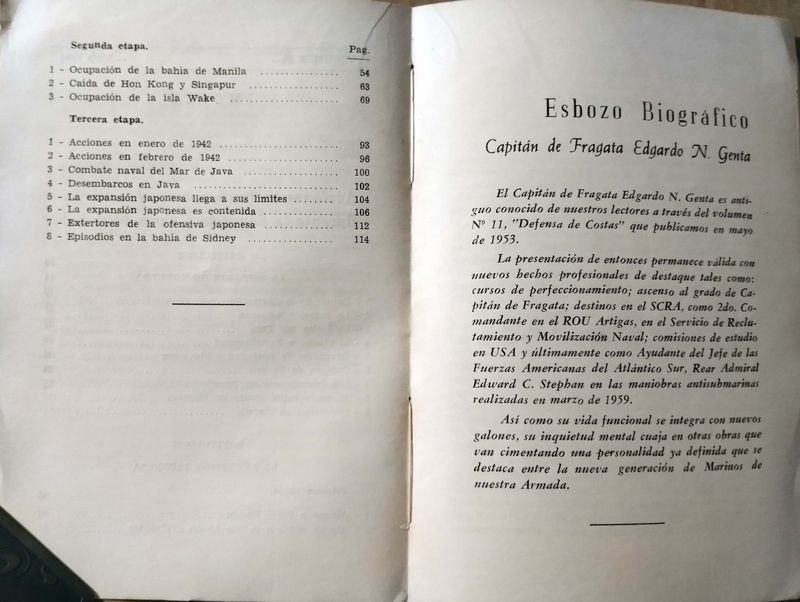 Segunda etapa.
Pag.
1 - Ocupación de la bahía de Manila ............... 54
2 - Caída de Hon Kong y Singapur ................ 63
3 - Ocupación de la isla Wake .................... 69
Tercera etapa.
1 - Acciones en enero de 1942 .................... 93
2 - Acciones en febrero de 1942 .................. 96
3 - Combate naval del Mar de Java ................ 100
4 - Desembarcos en Java ......................... 102
5 - La expansión japonesa llega a sus límites ........ 104
6 - La expansión japonesa es contenida ............. 106
7 - Extertores de la ofensiva japonesa ............. 112
8 - Episodios en la bahía de Sidney ............... 114
Esbozo Biográfico
Capitán de Fragata Edgardo N. Genta
El Capitán de Fragata Edgardo N. Genta es anti-
guo conocido de nuestros lectores a través del volumen
Nº 11, "Defensa de Costas" que publicamos en mayo
de 1953.
La presentación de entonces permanece válida con
nuevos hechos profesionales de destaque tales como:
cursos de perfeccionamiento; ascenso al grado de Ca-
pitán de Fragata; destinos en el SCRA, como 2do. Co-
mandante en el ROU Artigas, en el Servicio de Reclu-
tamiento y Movilización Naval; comisiones de estudio
en USA y últimamente como Ayudante del Jefe de las
Fuerzas Americanas del Atlántico Sur, Rear Admiral
Edward C. Stephan en las maniobras antisubmarinas
realizadas en marzo de 1959.
Así como su vida funcional se integra con nuevos
galones, su inquietud mental cuaja en otras obras que
van cimentando una personalidad ya definida que se
destaca entre la nueva generación de Marinos de
nuestra Armada.